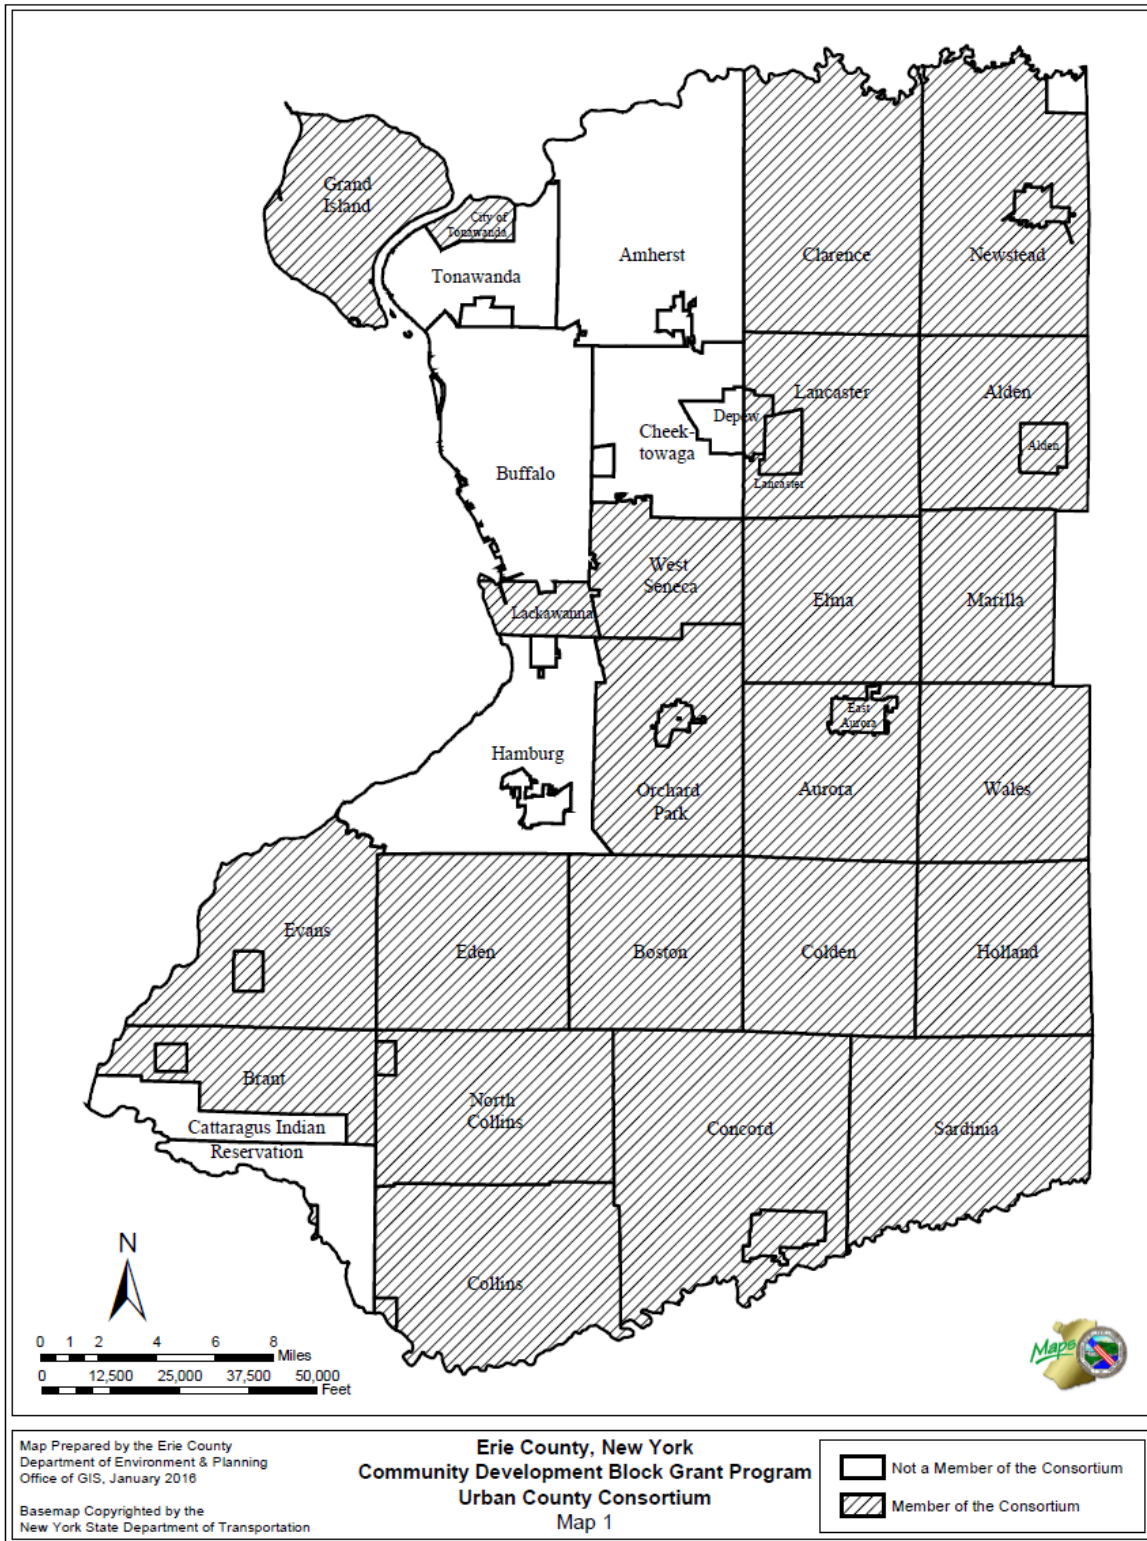 Grand
Island
City of
Tonawanda
Tonawanda
Amherst
Clarence
Newstead
Lancaster
Alden
Depew
Cheek-
towaga
Alden
Buffalo
Lancaster
West
Seneca
Elma
Marilla
Lackawanna
East
Aurora
Hamburg
Orchard
Park
Aurora
Wales
Evans
Eden
Boston
Colden
Holland
Brant
North
Collins
Cattaragus Indian
Reservation
Concord
Sardinia
Collins
N
0 1 2 4 6 8
Miles
0 12,500 25,000 37,500 50,000
Feet
Maps
Map Prepared by the Erie County
Department of Environment & Planning
Office of GIS, January 2016
Basemap Copyrighted by the
New York State Department of Transportation
Erie County, New York
Community Development Block Grant Program
Urban County Consortium
Map 1
Not a Member of the Consortium
Member of the Consortium